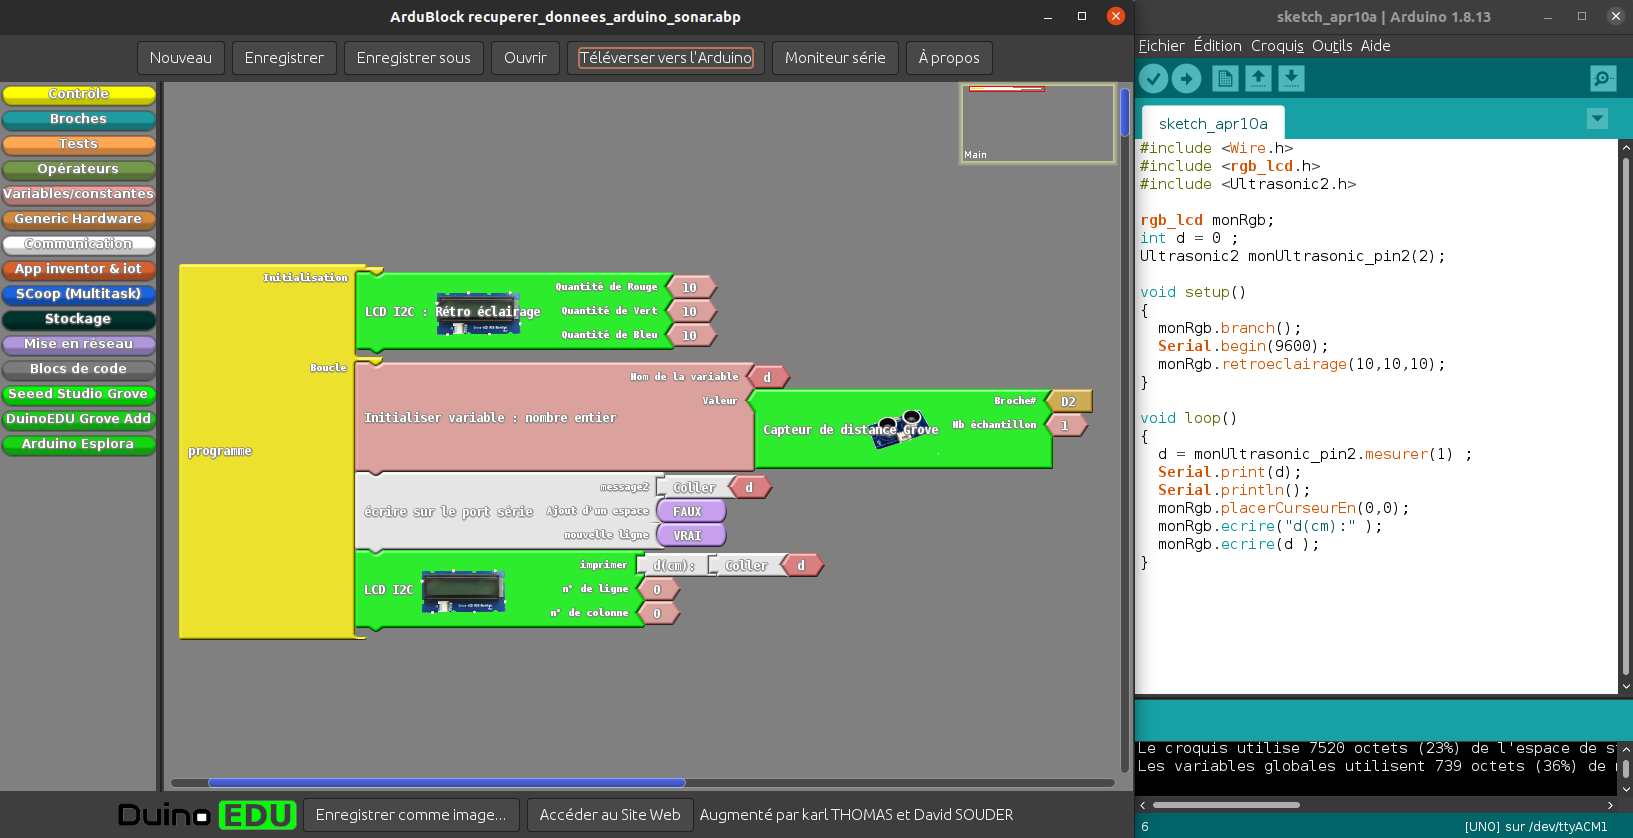 ArduBlock recuperer_donnees_arduino_sonar.abp
Nouveau Enregistrer Enregistrer sous Ouvrir Téléverser vers l'Arduino Moniteur série À propos
Contrôle
Broches
Tests
Opérateurs
Variables/constantes
Generic Hardware
Communication
App inventor & iot
SCoop (Multitask)
Stockage
Mise en réseau
Blocs de code
Seeed Studio Grove
DuinoEDU Grove Add
Arduino Esplora
Main
programme
Initialisation
LCD I2C : Rétro éclairage
Quantité de Rouge 10
Quantité de Vert 10
Quantité de Bleu 10
Boucle
Initialiser variable : nombre entier
Nom de la variable d
Valeur
Capteur de distance Grove
Broche# D2
Nb échantillon 1
écrire sur le port série
message2 Coller d
Ajout d'un espace FAUX
nouvelle ligne VRAI
LCD I2C
imprimer d(cm): Coller d
n° de ligne 0
n° de colonne 0
Duino EDU
Enregistrer comme image...
Accéder au Site Web
Augmenté par karl THOMAS et David SOUDER
sketch_apr10a | Arduino 1.8.13
Fichier Édition Croquis Outils Aide
sketch_apr10a
#include <Wire.h>
#include <rgb_lcd.h>
#include <Ultrasonic2.h>
rgb_lcd monRgb;
int d = 0 ;
Ultrasonic2 monUltrasonic_pin2(2);
void setup()
{
monRgb.branch();
Serial.begin(9600);
monRgb.retroeclairage(10,10,10);
}
void loop()
{
d = monUltrasonic_pin2.mesurer(1) ;
Serial.print(d);
Serial.println();
monRgb.placerCurseurEn(0,0);
monRgb.ecrire("d(cm):" );
monRgb.ecrire(d );
}
Le croquis utilise 7520 octets (23%) de l'espace de s
Les variables globales utilisent 739 octets (36%) de
6
[UNO] sur /dev/ttyACM1